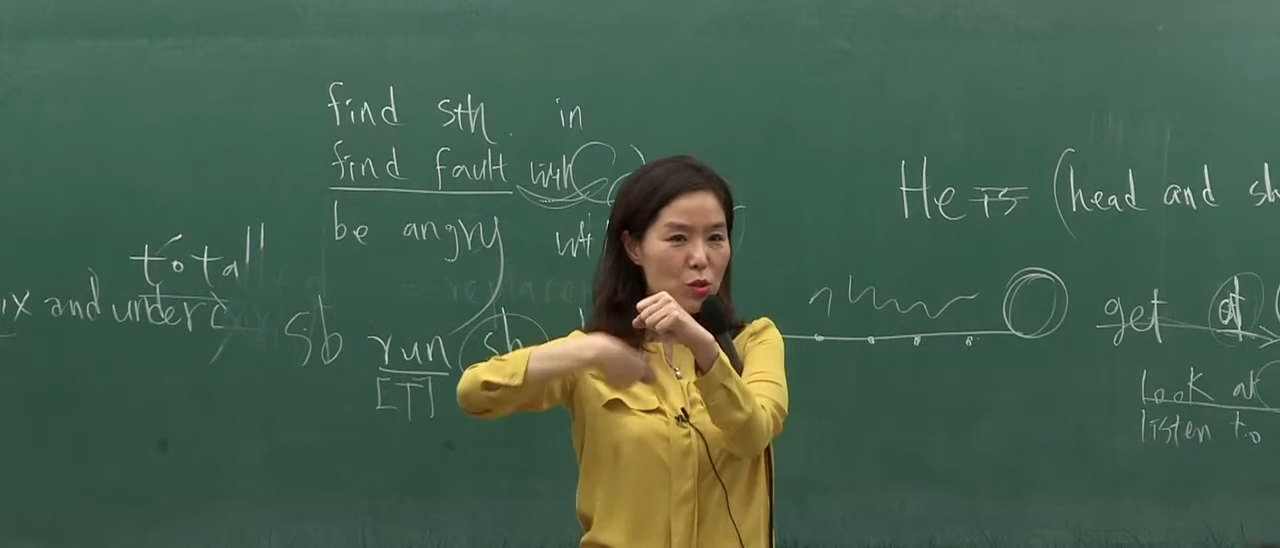 find sth. in
find fault with
be angry
total
and under
sb run sb
[T]
He is (head and sh
get at
look at
listen to